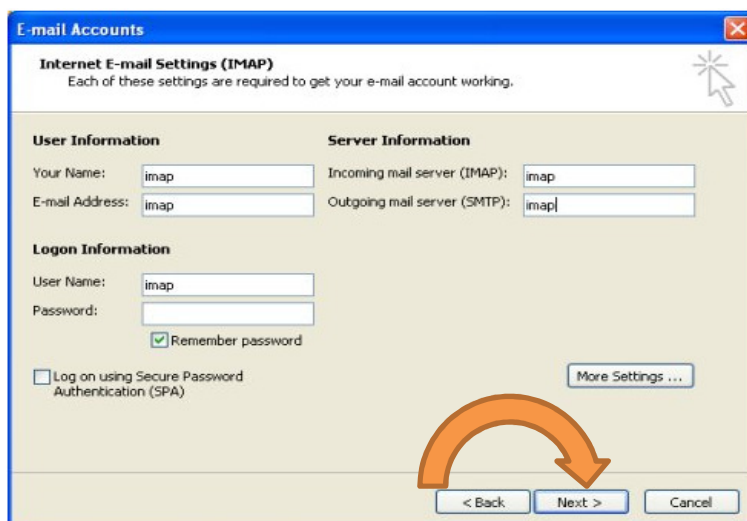 E-mail Accounts
Internet E-mail Settings (IMAP)
Each of these settings are required to get your e-mail account working.
User Information
Server Information
Your Name: imap
Incoming mail server (IMAP): imap
E-mail Address: imap
Outgoing mail server (SMTP): imap
Logon Information
User Name: imap
Password:
Remember password
Log on using Secure Password
Authentication (SPA)
More Settings ...
< Back
Next >
Cancel